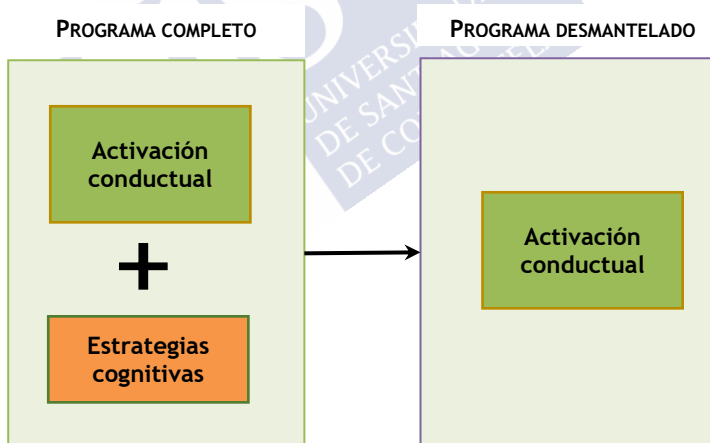 PROGRAMA COMPLETO
PROGRAMA DESMANTELADO
Activación
conductual
+
Estrategias
cognitivas
Activación
conductual